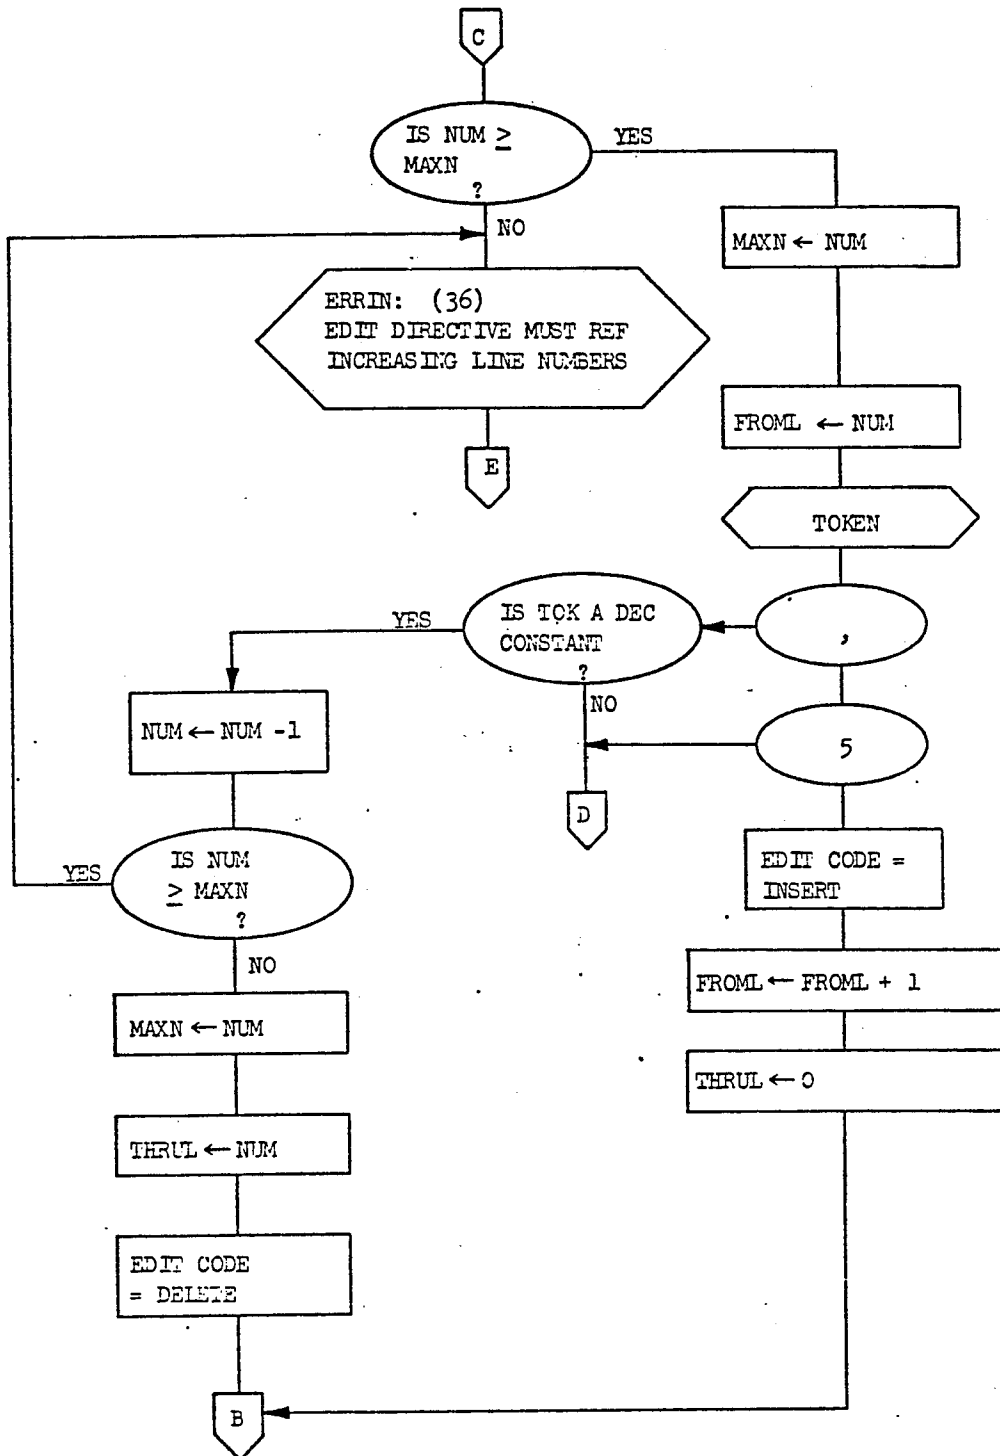 C
IS NUM ≥
MAXN
?
YES
NO
MAXN ← NUM
ERRIN: (36)
EDIT DIRECTIVE MUST REF
INCREASING LINE NUMBERS
E
FROML ← NUM
TOKEN
,
IS TOK A DEC
CONSTANT
?
YES
NO
5
D
NUM ← NUM -1
IS NUM
≥ MAXN
?
YES
NO
EDIT CODE =
INSERT
FROML ← FROML + 1
THRUL ← 0
MAXN ← NUM
THRUL ← NUM
EDIT CODE
= DELETE
B